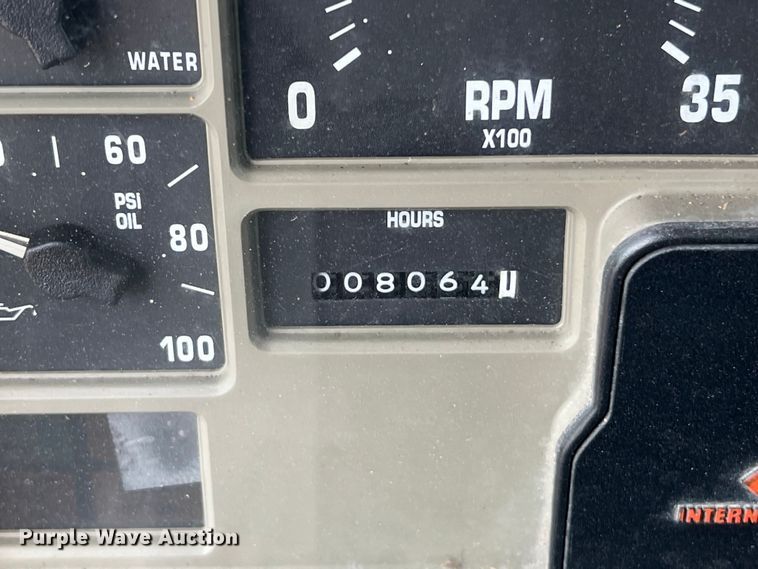 WATER
0 RPM 35
X100
60
PSI
OIL
80
100
HOURS
008064
INTERN
Purple Wave Auction